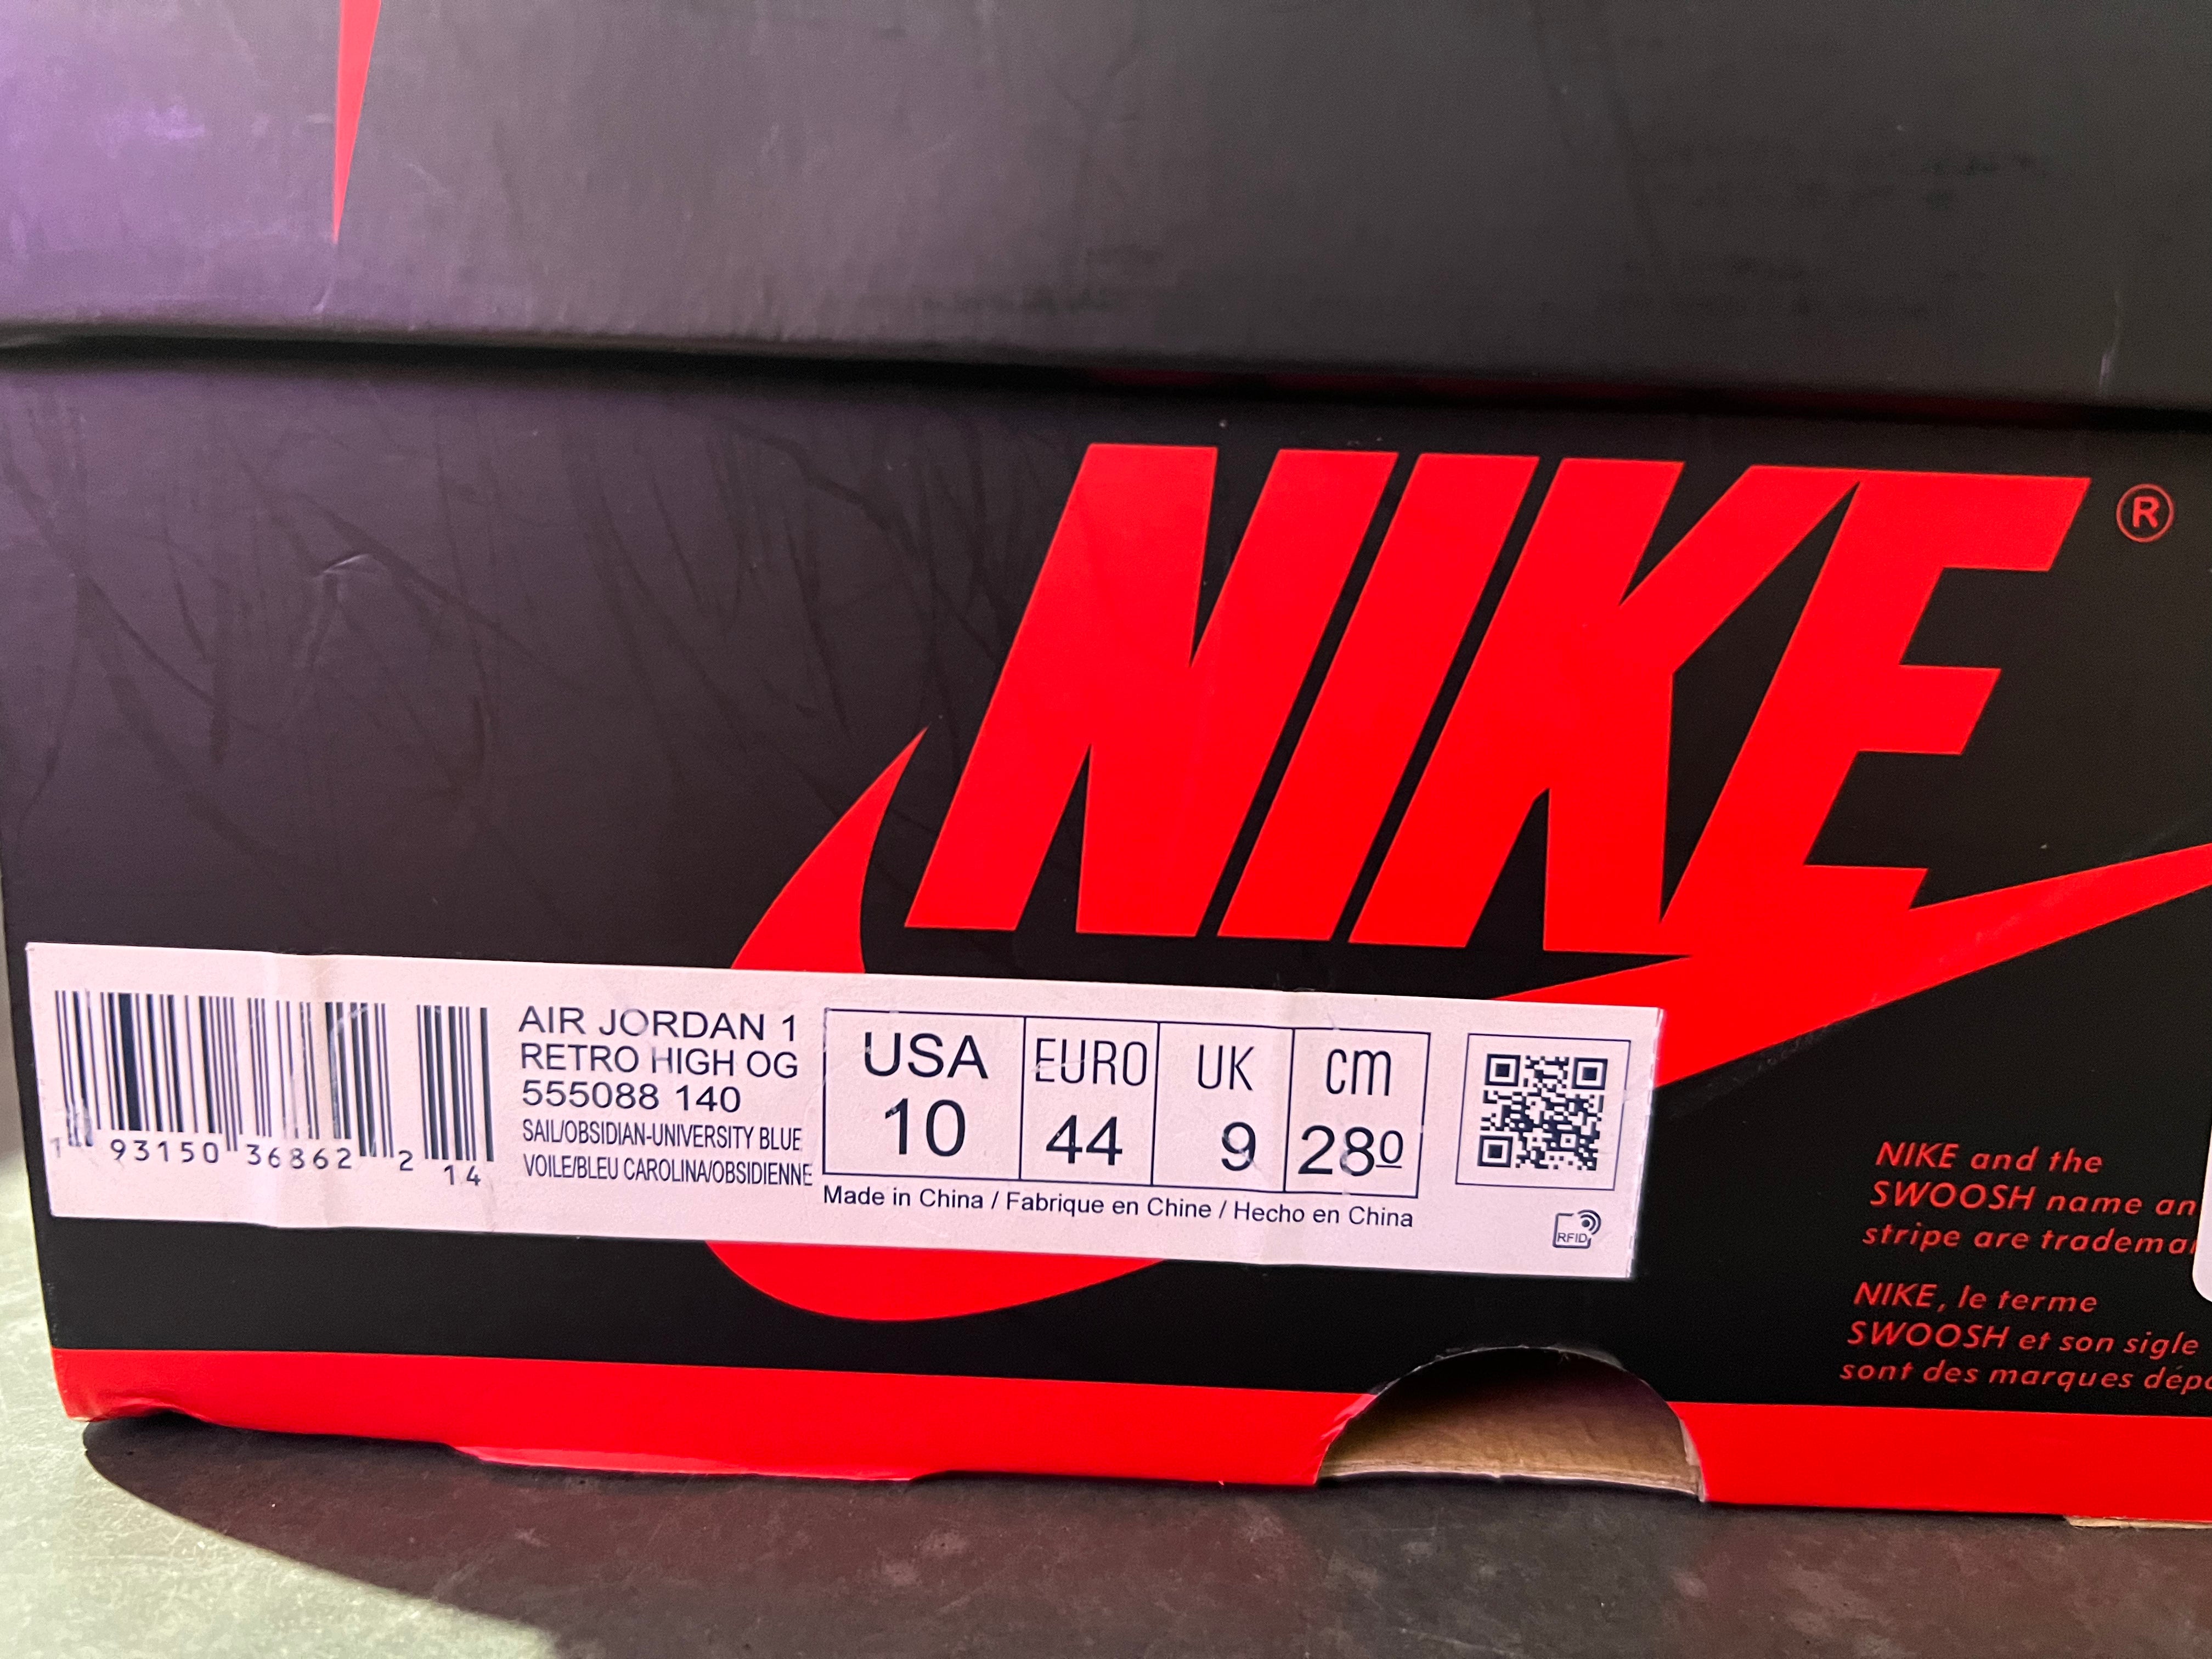 NIKE ®
AIR JORDAN 1
RETRO HIGH OG
555088 140
SAIL/OBSIDIAN-UNIVERSITY BLUE
VOILE/BLEU CAROLINA/OBSIDIENNE
1 93150 36862 2 14
USA EURO UK cm
10 44 9 280
Made in China / Fabrique en Chine / Hecho en China
RFID
NIKE and the
SWOOSH name an
stripe are tradema
NIKE, le terme
SWOOSH et son sigle
sont des marques dépo